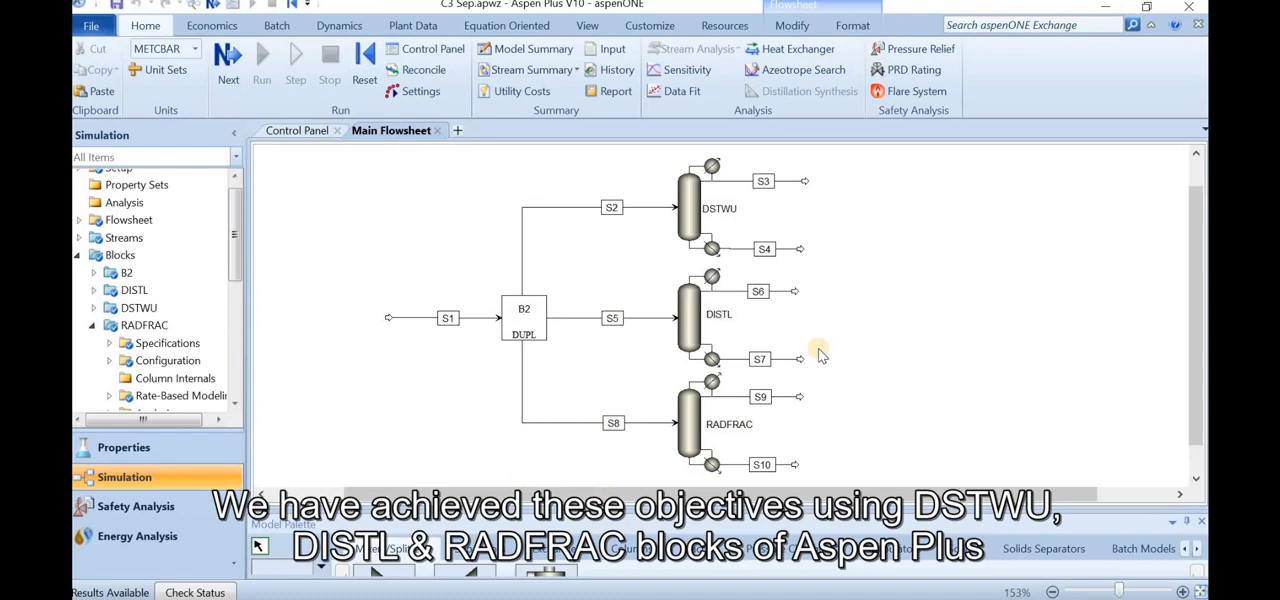 C3 Sep.apwz - Aspen Plus V10 - aspenONE
Flowsheet
File Home Economics Batch Dynamics Plant Data Equation Oriented View Customize Resources Modify Format Search aspenONE Exchange
Cut METCBAR Control Panel Model Summary Input Stream Analysis Heat Exchanger Pressure Relief
Copy Unit Sets Next Run Step Stop Reset Reconcile Stream Summary History Sensitivity Azeotrope Search PRD Rating
Paste Settings Utility Costs Report Data Fit Distillation Synthesis Flare System
Clipboard Units Run Summary Analysis Safety Analysis
Simulation Control Panel Main Flowsheet
All Items
Setup
Property Sets
Analysis
Flowsheet
Streams
Blocks
B2
DISTL
DSTWU
RADFRAC
Specifications
Configuration
Column Internals
Rate-Based Modelin
Properties
Simulation
Safety Analysis
Energy Analysis
S3
S2 DSTWU
S4
S6
B2
S1 S5 DISTL
DUPL
S7
S9
S8 RADFRAC
S10
We have achieved these objectives using DSTWU,
DISTL & RADFRAC blocks of Aspen Plus
Model Palette
Solids Separators Batch Models
Results Available Check Status 153%